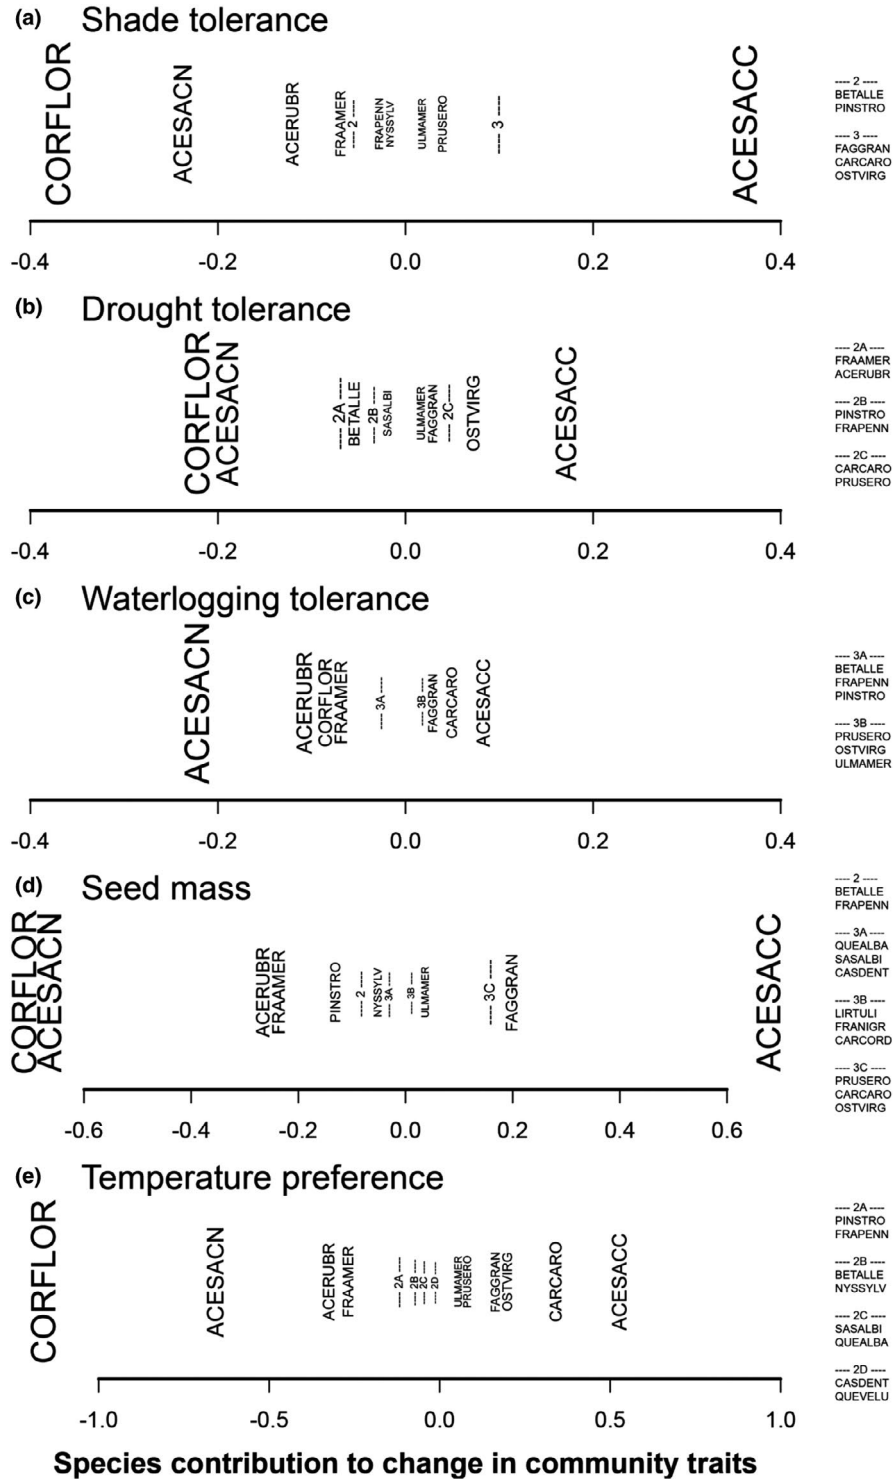 (a) Shade tolerance
CORFLOR
ACESACN
ACERUBR
FRAAMER
---- 2 ----
FRAPENN
NYSSYLV
ULMAMER
PRUSERO
---- 3 ----
ACESACC
---- 2 ----
BETALLE
PINSTRO
---- 3 ----
FAGGRAN
CARCARO
OSTVIRG
-0.4 -0.2 0.0 0.2 0.4
(b) Drought tolerance
CORFLOR
ACESACN
---- 2A ----
BETALLE
---- 2B ----
SASALBI
ULMAMER
FAGGRAN
---- 2C ----
OSTVIRG
ACESACC
---- 2A ----
FRAAMER
ACERUBR
---- 2B ----
PINSTRO
FRAPENN
---- 2C ----
CARCARO
PRUSERO
-0.4 -0.2 0.0 0.2 0.4
(c) Waterlogging tolerance
ACESACN
ACERUBR
CORFLOR
FRAAMER
---- 3A ----
---- 3B ----
FAGGRAN
CARCARO
ACESACC
---- 3A ----
BETALLE
FRAPENN
PINSTRO
---- 3B ----
PRUSERO
OSTVIRG
ULMAMER
-0.4 -0.2 0.0 0.2 0.4
(d) Seed mass
CORFLOR
ACESACN
ACERUBR
FRAAMER
PINSTRO
---- 2 ----
NYSSYLV
---- 3A ----
---- 3B ----
ULMAMER
---- 3C ----
FAGGRAN
ACESACC
---- 2 ----
BETALLE
FRAPENN
---- 3A ----
QUEALBA
SASALBI
CASDENT
---- 3B ----
LIRTULI
FRANIGR
CARCORD
---- 3C ----
PRUSERO
CARCARO
OSTVIRG
-0.6 -0.4 -0.2 0.0 0.2 0.4 0.6
(e) Temperature preference
CORFLOR
ACESACN
ACERUBR
FRAAMER
---- 2A ----
---- 2B ----
---- 2C ----
---- 2D ----
ULMAMER
PRUSERO
FAGGRAN
OSTVIRG
CARCARO
ACESACC
---- 2A ----
PINSTRO
FRAPENN
---- 2B ----
BETALLE
NYSSYLV
---- 2C ----
SASALBI
QUEALBA
---- 2D ----
CASDENT
QUEVELU
-1.0 -0.5 0.0 0.5 1.0
Species contribution to change in community traits